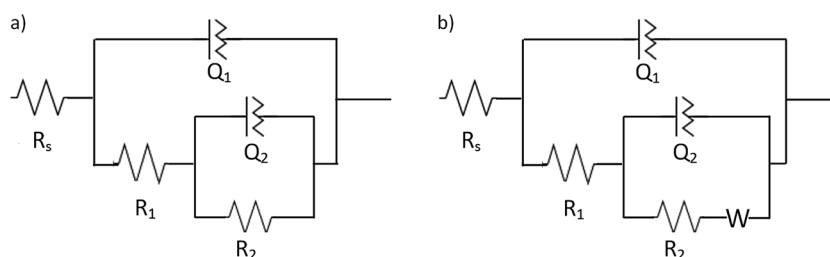 a)
Q₁
Rₛ
Q₂
R₁
R₂
b)
Q₁
Rₛ
Q₂
R₁
W
R₂